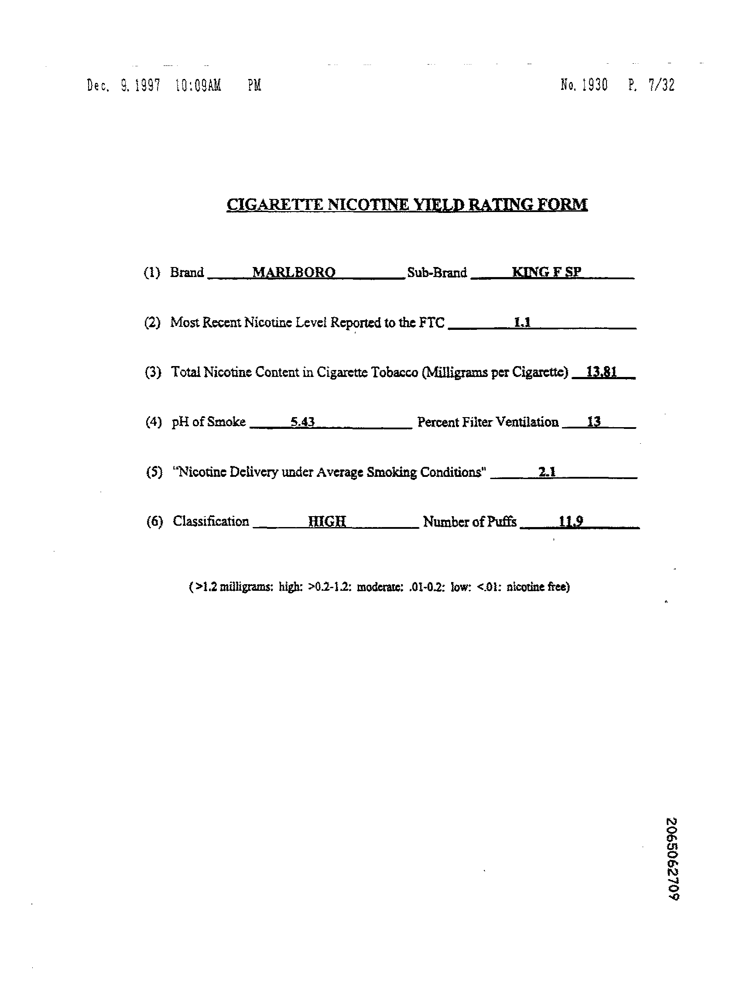 Dec. 9. 1997 10:09AM PM No. 1930 P. 7/32
CIGARETTE NICOTINE YIELD RATING FORM
(1) Brand MARLBORO Sub-Brand KING F SP
(2) Most Recent Nicotine Level Reported to the FTC 1.1
(3) Total Nicotine Content in Cigarette Tobacco (Milligrams per Cigarette) 13.81
(4) pH of Smoke 5.43 Percent Filter Ventilation 13
(5) "Nicotine Delivery under Average Smoking Conditions" 2.1
(6) Classification HIGH Number of Puffs 11.9
(>1.2 milligrams: high: >0.2-1.2: moderate: .01-0.2: low: <.01: nicotine free)
2065062709